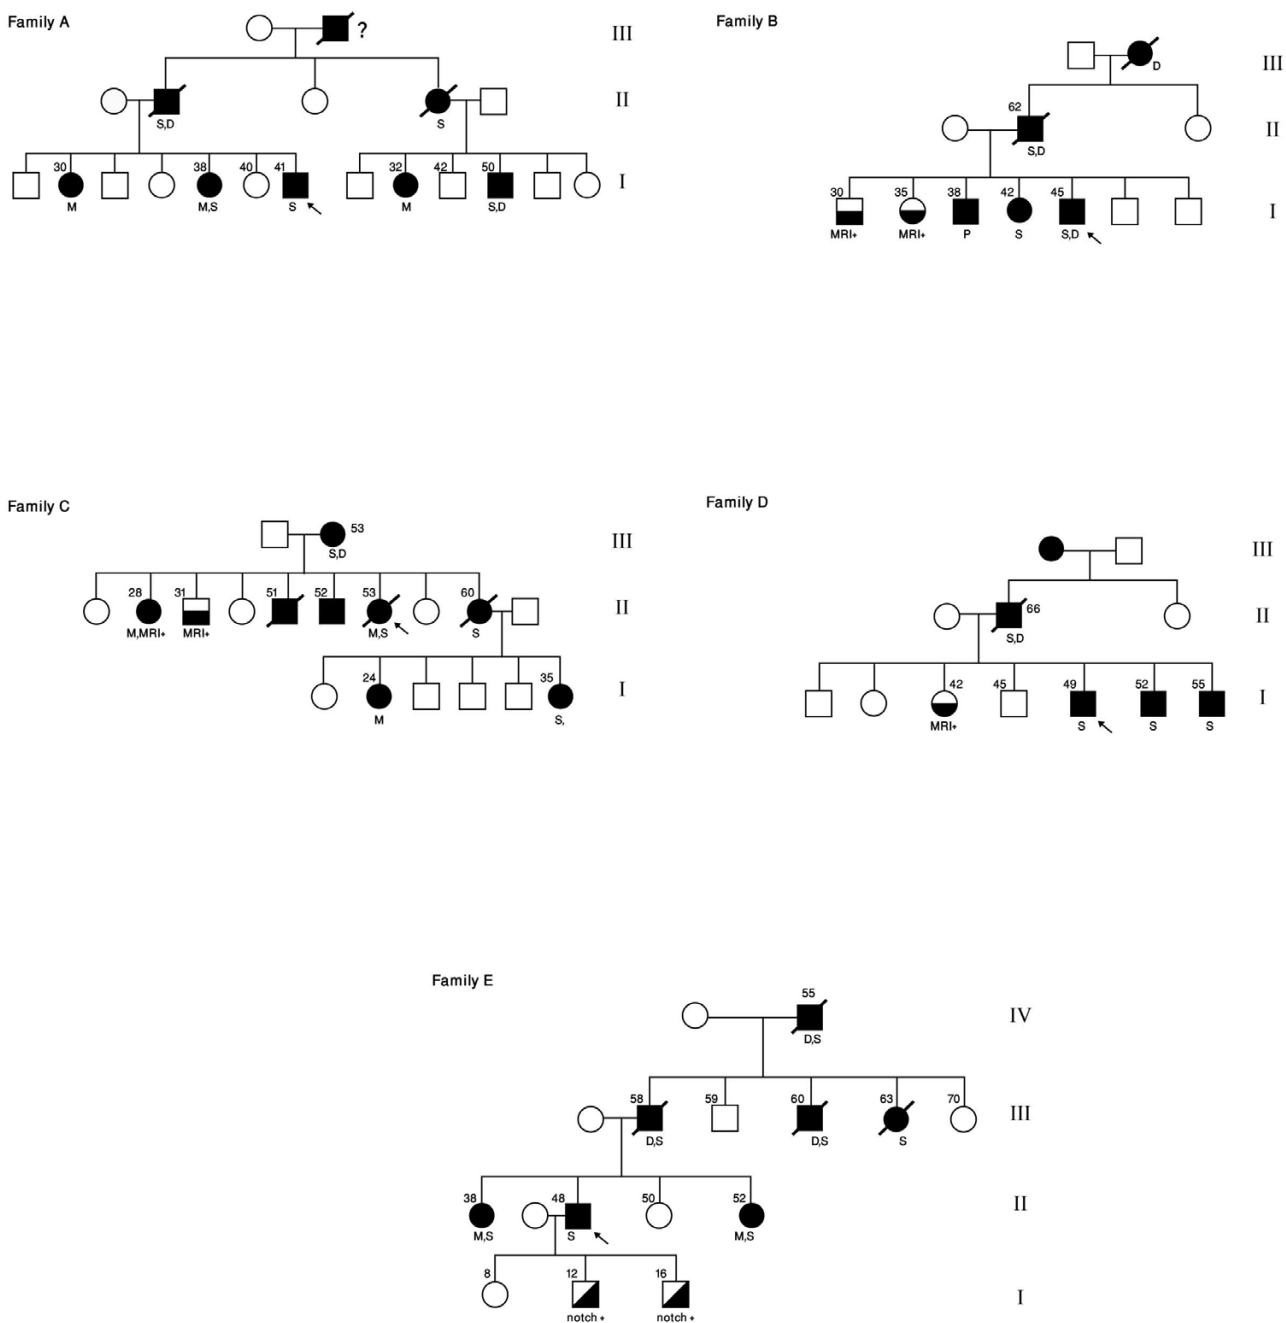 Family A
? III
II
S,D S
30 38 40 41 32 42 50 I
M M,S S M S,D
Family B
III
D
62 II
S,D
30 35 38 42 45 I
MRI+ MRI+ P S S,D
Family C
53 III
S,D
28 31 51 52 53 60 II
M,MRI+ MRI+ M,S S
24 35 I
M S,
Family D
III
66 II
S,D
42 45 49 52 55 I
MRI+ S S S
Family E
55 IV
D,S
58 59 60 63 70 III
D,S D,S S
38 48 50 52 II
M,S S M,S
8 12 16 I
notch + notch +